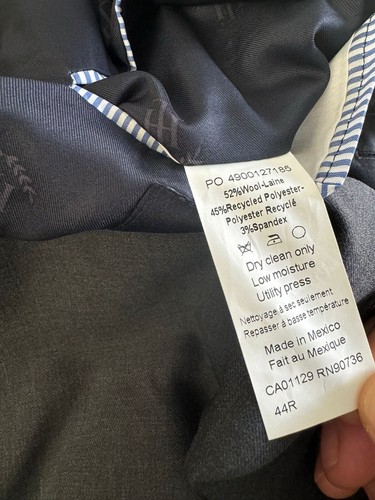 PO 4900127185
52%Wool-Laine
45%Recycled Polyester-
Polyester Recyclé
3%Spandex
Dry clean only
Low moisture
Utility press
Nettoyage à sec seulement
Repasser à basse température
Made in Mexico
Fait au Mexique
CA01129 RN90736
44R